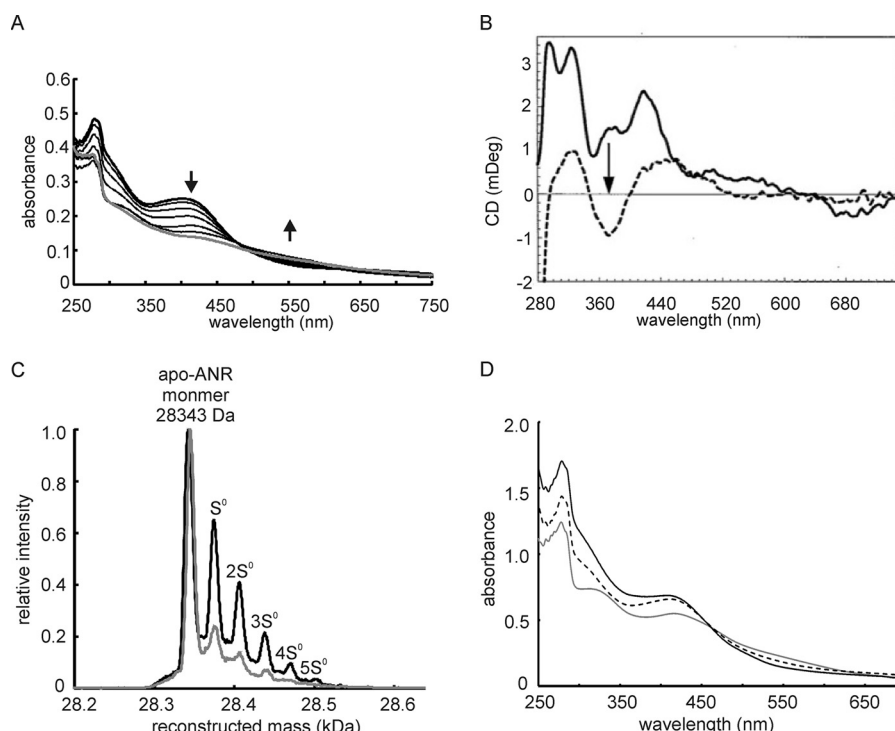 A
0.6
0.5
0.4
0.3
0.2
0.1
0
absorbance
250 350 450 550 650 750
wavelength (nm)
B
3
2
1
0
-1
-2
CD (mDeg)
280 360 440 520 600 680
wavelength (nm)
C
apo-ANR
monmer
28343 Da
S⁰
2S⁰
3S⁰
4S⁰
5S⁰
1.0
0.8
0.6
0.4
0.2
0
relative intensity
28.2 28.3 28.4 28.5 28.6
reconstructed mass (kDa)
D
2.0
1.5
1.0
0.5
0.0
absorbance
250 350 450 550 650
wavelength (nm)